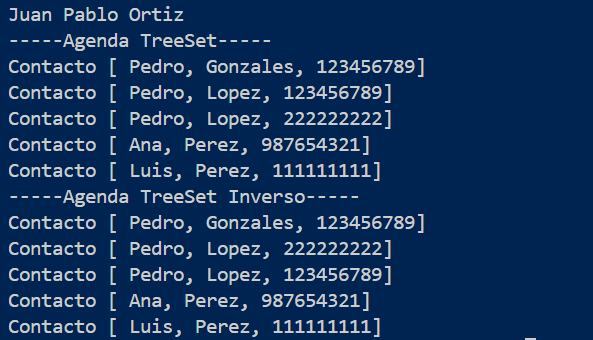 Juan Pablo Ortiz
-----Agenda TreeSet-----
Contacto [ Pedro, Gonzales, 123456789]
Contacto [ Pedro, Lopez, 123456789]
Contacto [ Pedro, Lopez, 222222222]
Contacto [ Ana, Perez, 987654321]
Contacto [ Luis, Perez, 111111111]
-----Agenda TreeSet Inverso-----
Contacto [ Pedro, Gonzales, 123456789]
Contacto [ Pedro, Lopez, 222222222]
Contacto [ Pedro, Lopez, 123456789]
Contacto [ Ana, Perez, 987654321]
Contacto [ Luis, Perez, 111111111]